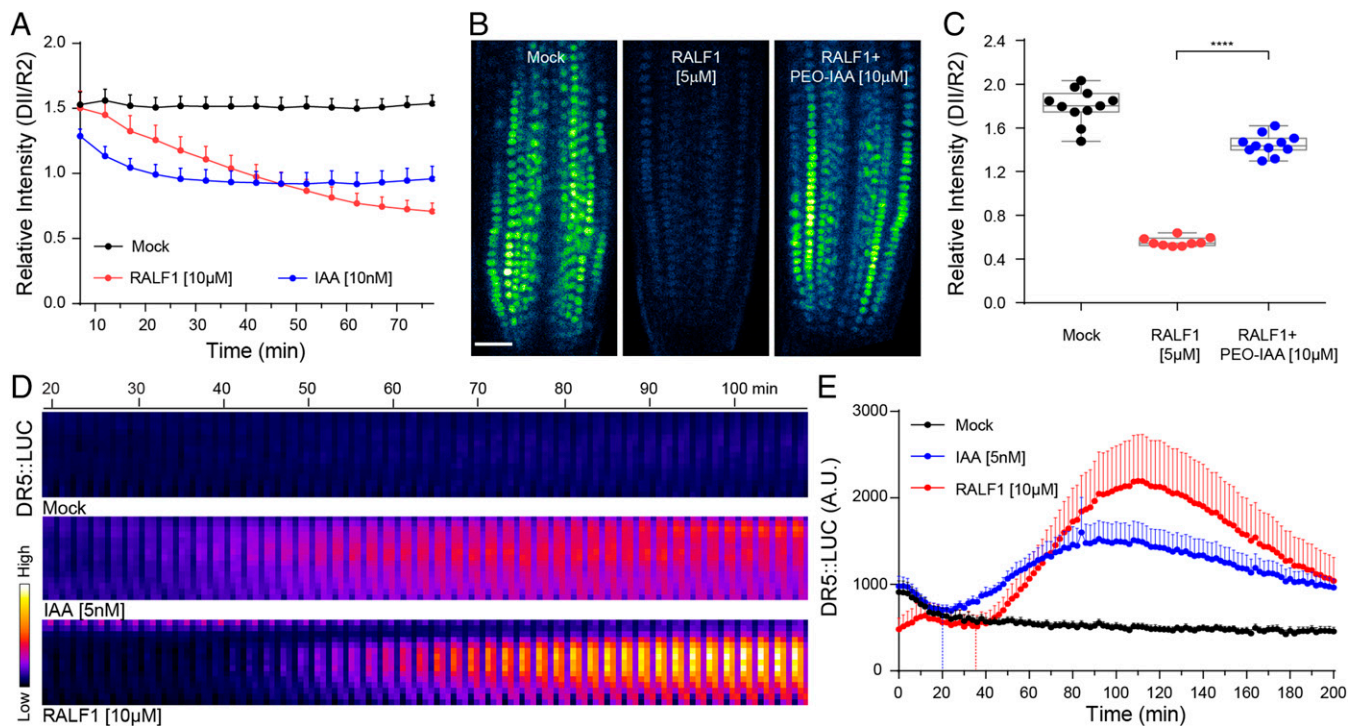 A
Relative Intensity (DII/R2)
2.0
1.5
1.0
0.5
0.0
Mock
RALF1 [10μM]
IAA [10nM]
10 20 30 40 50 60 70
Time (min)
B
Mock
RALF1
[5μM]
RALF1+
PEO-IAA [10μM]
C
Relative Intensity (DII/R2)
2.4
2.0
1.6
1.2
0.8
0.4
0.0
****
Mock
RALF1
[5μM]
RALF1+
PEO-IAA [10μM]
D
20 30 40 50 60 70 80 90 100 min
DR5::LUC
Mock
IAA [5nM]
RALF1 [10μM]
High
Low
E
DR5::LUC (A.U.)
3000
2000
1000
0
Mock
IAA [5nM]
RALF1 [10μM]
0 20 40 60 80 100 120 140 160 180 200
Time (min)